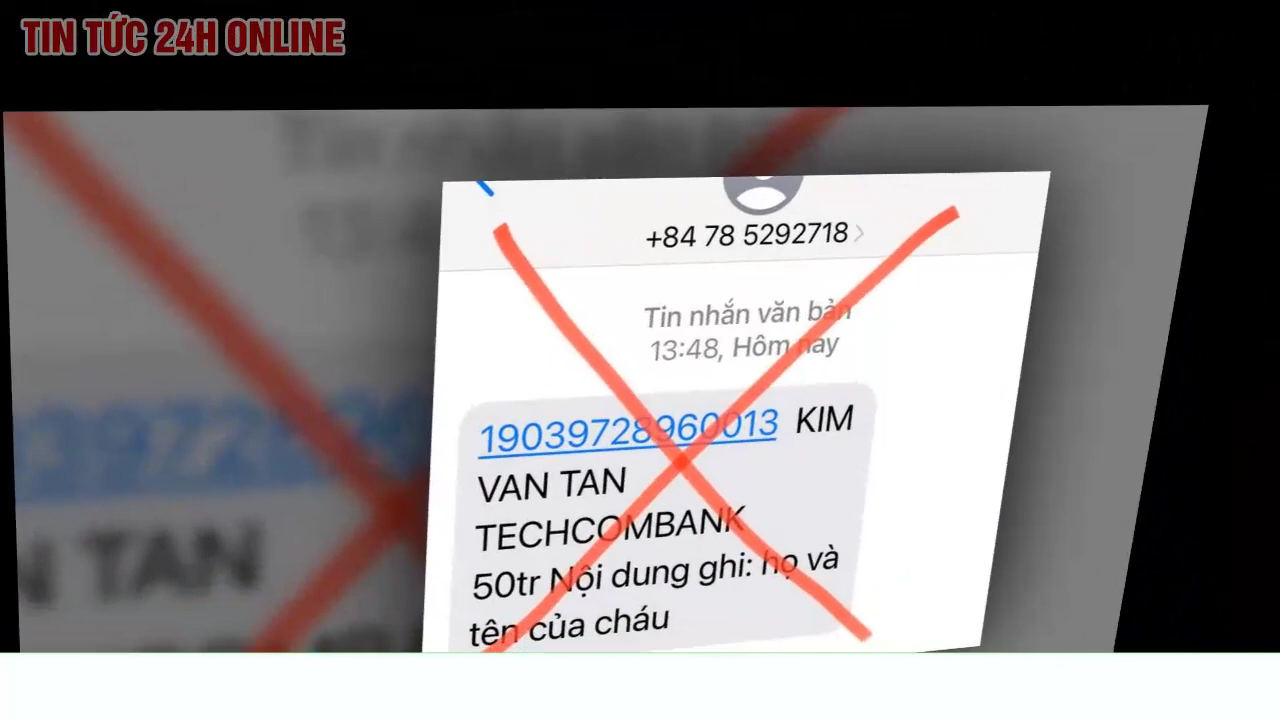 TIN TỨC 24H ONLINE
+84 78 5292718
Tin nhắn văn bản
13:48, Hôm nay
19039728960013 KIM
VAN TAN
TECHCOMBANK
50tr Nội dung ghi: họ và
tên của cháu
TAN